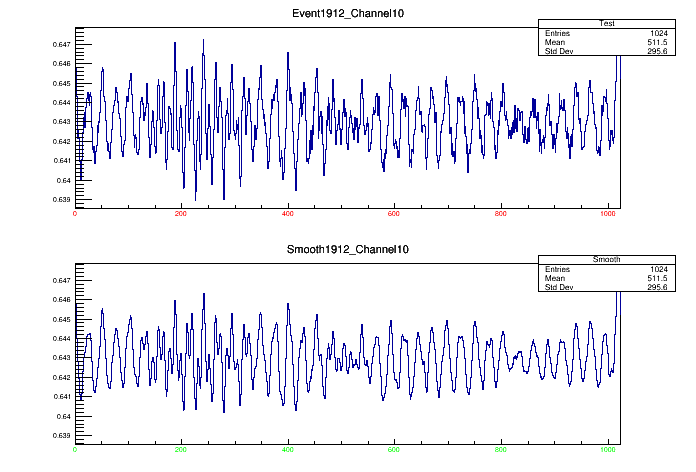 Event1912_Channel10
Test
Entries 1024
Mean 511.5
Std Dev 295.6
0.647
0.646
0.645
0.644
0.643
0.642
0.641
0.64
0.639
0 200 400 600 800 1000
Smooth1912_Channel10
Smooth
Entries 1024
Mean 511.5
Std Dev 295.6
0.647
0.646
0.645
0.644
0.643
0.642
0.641
0.64
0.639
0 200 400 600 800 1000